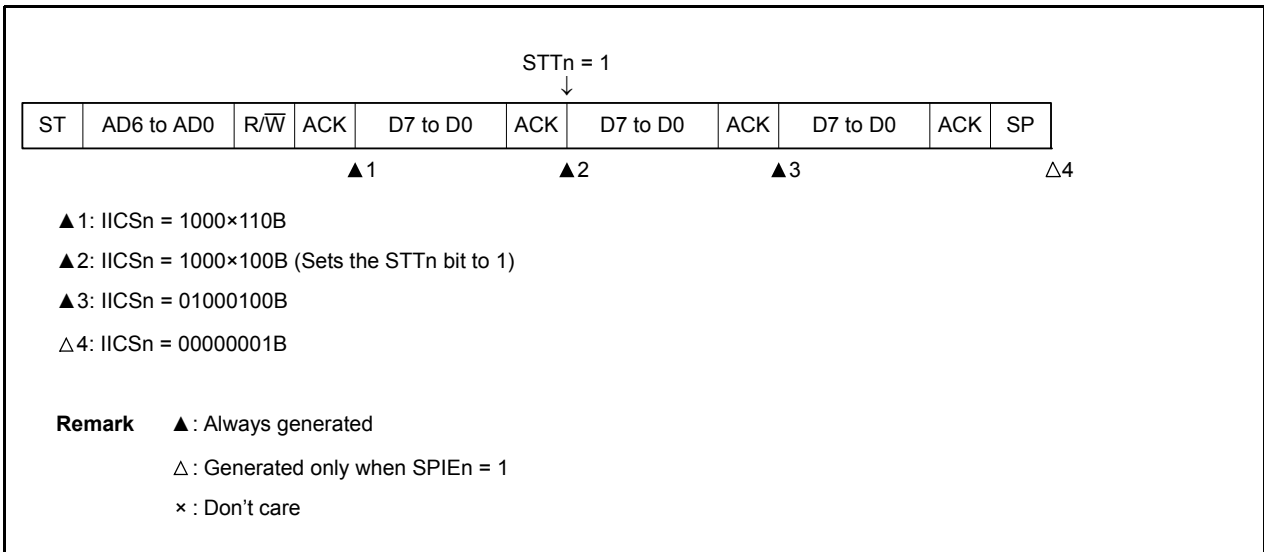 STTn = 1
↓
ST AD6 to AD0 R/W̅ ACK D7 to D0 ACK D7 to D0 ACK D7 to D0 ACK SP
▲1 ▲2 ▲3 △4
▲1: IICSn = 1000×110B
▲2: IICSn = 1000×100B (Sets the STTn bit to 1)
▲3: IICSn = 01000100B
△4: IICSn = 00000001B
Remark ▲: Always generated
△: Generated only when SPIEn = 1
× : Don't care